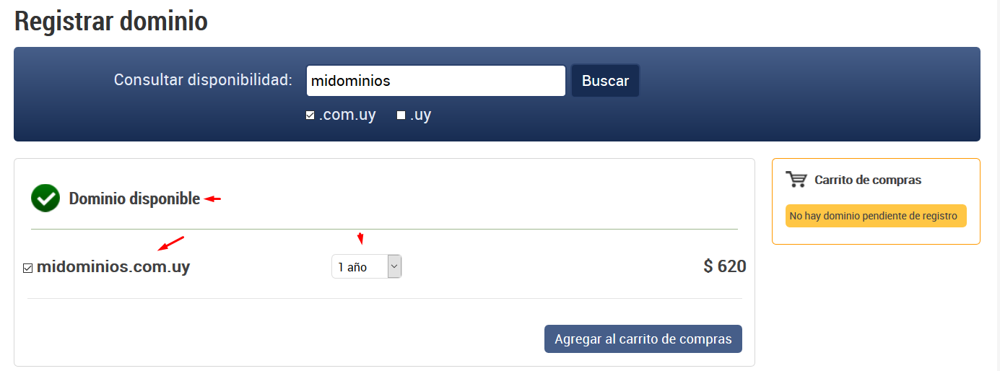 Registrar dominio
Consultar disponibilidad: midominios Buscar
.com.uy .uy
Dominio disponible
Carrito de compras
No hay dominio pendiente de registro
midominios.com.uy 1 año $ 620
Agregar al carrito de compras